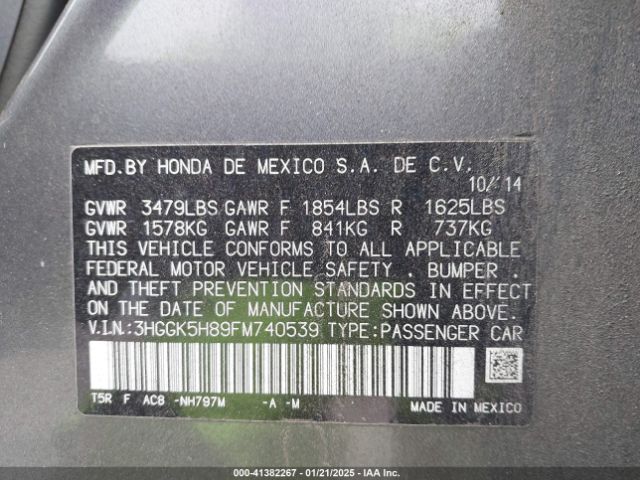 MFD.BY HONDA DE MEXICO S.A. DE C.V.
10/'14
GVWR 3479LBS GAWR F 1854LBS R 1625LBS
GVWR 1578KG GAWR F 841KG R 737KG
THIS VEHICLE CONFORMS TO ALL APPLICABLE
FEDERAL MOTOR VEHICLE SAFETY , BUMPER ,
AND THEFT PREVENTION STANDARDS IN EFFECT
ON THE DATE OF MANUFACTURE SHOWN ABOVE.
V.I.N.:3HGGK5H89FM740539 TYPE:PASSENGER CAR
T5R F AC8 -NH797M -A -M
MADE IN MEXICO
000-41382267 - 01/21/2025 - IAA Inc.